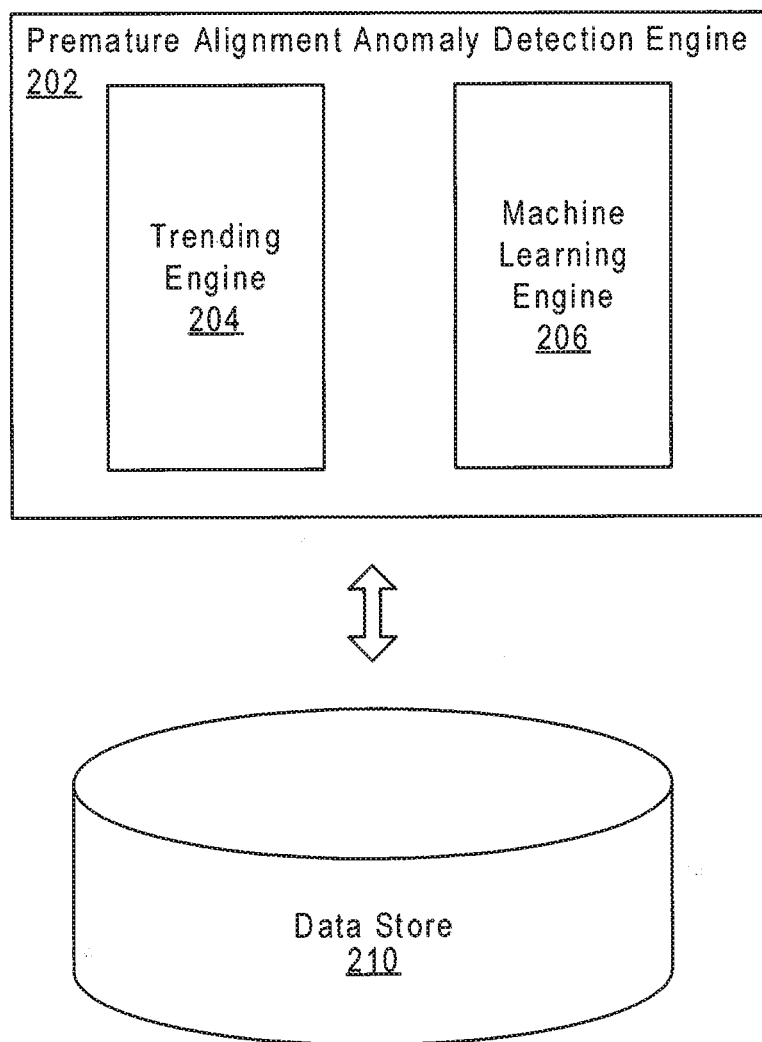 Premature Alignment Anomaly Detection Engine
202
Trending
Engine
204
Machine
Learning
Engine
206
Data Store
210